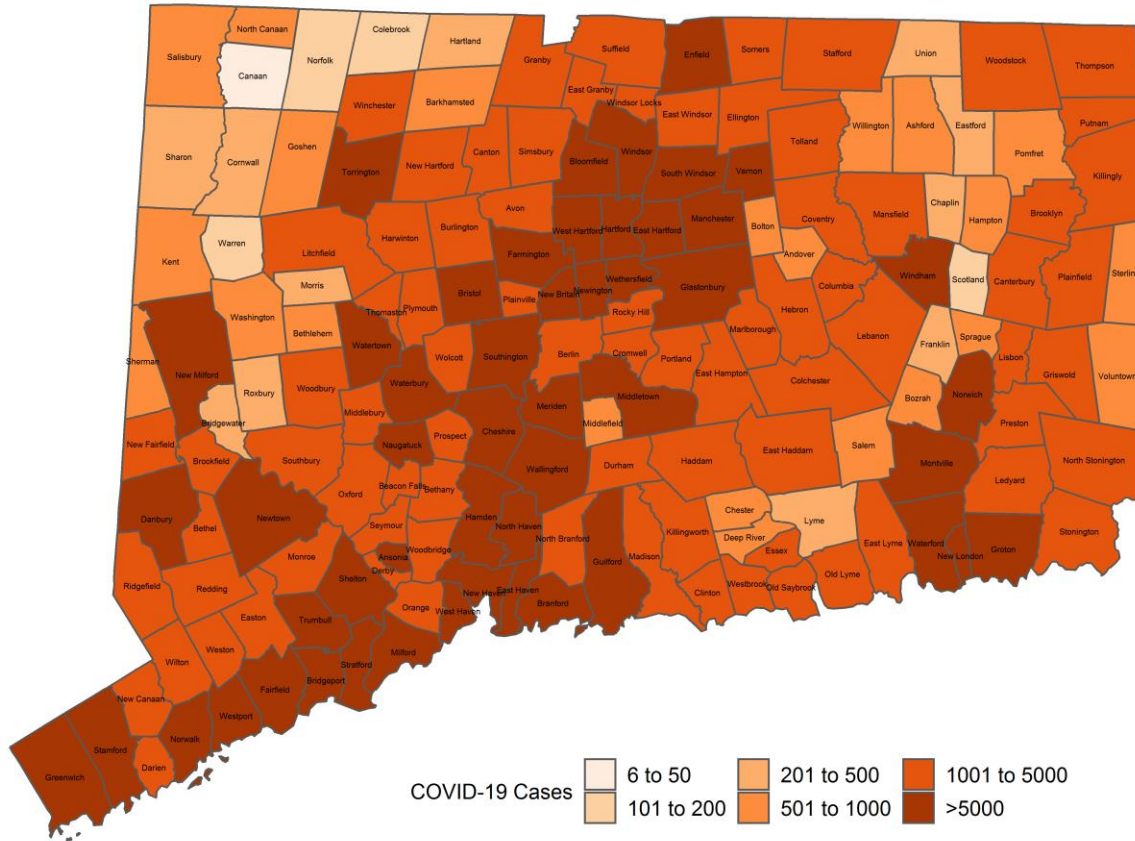 North Canaan
Colebrook
Hartland
Salisbury
Norfolk
Canaan
Granby
Suffield
Enfield
Somers
Stafford
Union
Woodstock
Thompson
East Granby
Windsor Locks
Winchester
Barkhamsted
East Windsor
Ellington
Willington
Ashford
Eastford
Putnam
Sharon
Cornwall
Goshen
Torrington
New Hartford
Canton
Simsbury
Bloomfield
Windsor
South Windsor
Vernon
Tolland
Pomfret
Killingly
Avon
Manchester
Mansfield
Chaplin
Hampton
Brooklyn
Kent
Warren
Litchfield
Harwinton
Burlington
West Hartford
Hartford
East Hartford
Bolton
Coventry
Farmington
Andover
Windham
Scotland
Canterbury
Plainfield
Sterlin
Morris
Bristol
Plainville
New Britain
Newington
Wethersfield
Glastonbury
Columbia
Washington
Bethlehem
Thomaston
Plymouth
Rocky Hill
Hebron
Marlborough
Lebanon
Franklin
Sprague
Lisbon
Griswold
Voluntown
Sherman
New Milford
Watertown
Wolcott
Southington
Berlin
Cromwell
Portland
East Hampton
Colchester
Bozrah
Norwich
Roxbury
Woodbury
Waterbury
Meriden
Middletown
Preston
Bridgewater
Middlebury
Middlefield
New Fairfield
Brookfield
Southbury
Naugatuck
Prospect
Cheshire
Wallingford
Durham
Haddam
East Haddam
Salem
Montville
North Stonington
Ledyard
Danbury
Bethel
Newtown
Oxford
Beacon Falls
Bethany
Seymour
Hamden
North Haven
North Branford
Guilford
Madison
Killingworth
Chester
Deep River
Lyme
Essex
East Lyme
Waterford
New London
Groton
Stonington
Monroe
Ansonia
Derby
Woodbridge
Ridgefield
Redding
Shelton
Orange
West Haven
New Haven
East Haven
Branford
Clinton
Westbrook
Old Saybrook
Old Lyme
Easton
Trumbull
Milford
Stratford
Wilton
Weston
Fairfield
Bridgeport
New Canaan
Westport
Norwalk
Stamford
Darien
Greenwich
COVID-19 Cases
6 to 50
101 to 200
201 to 500
501 to 1000
1001 to 5000
>5000